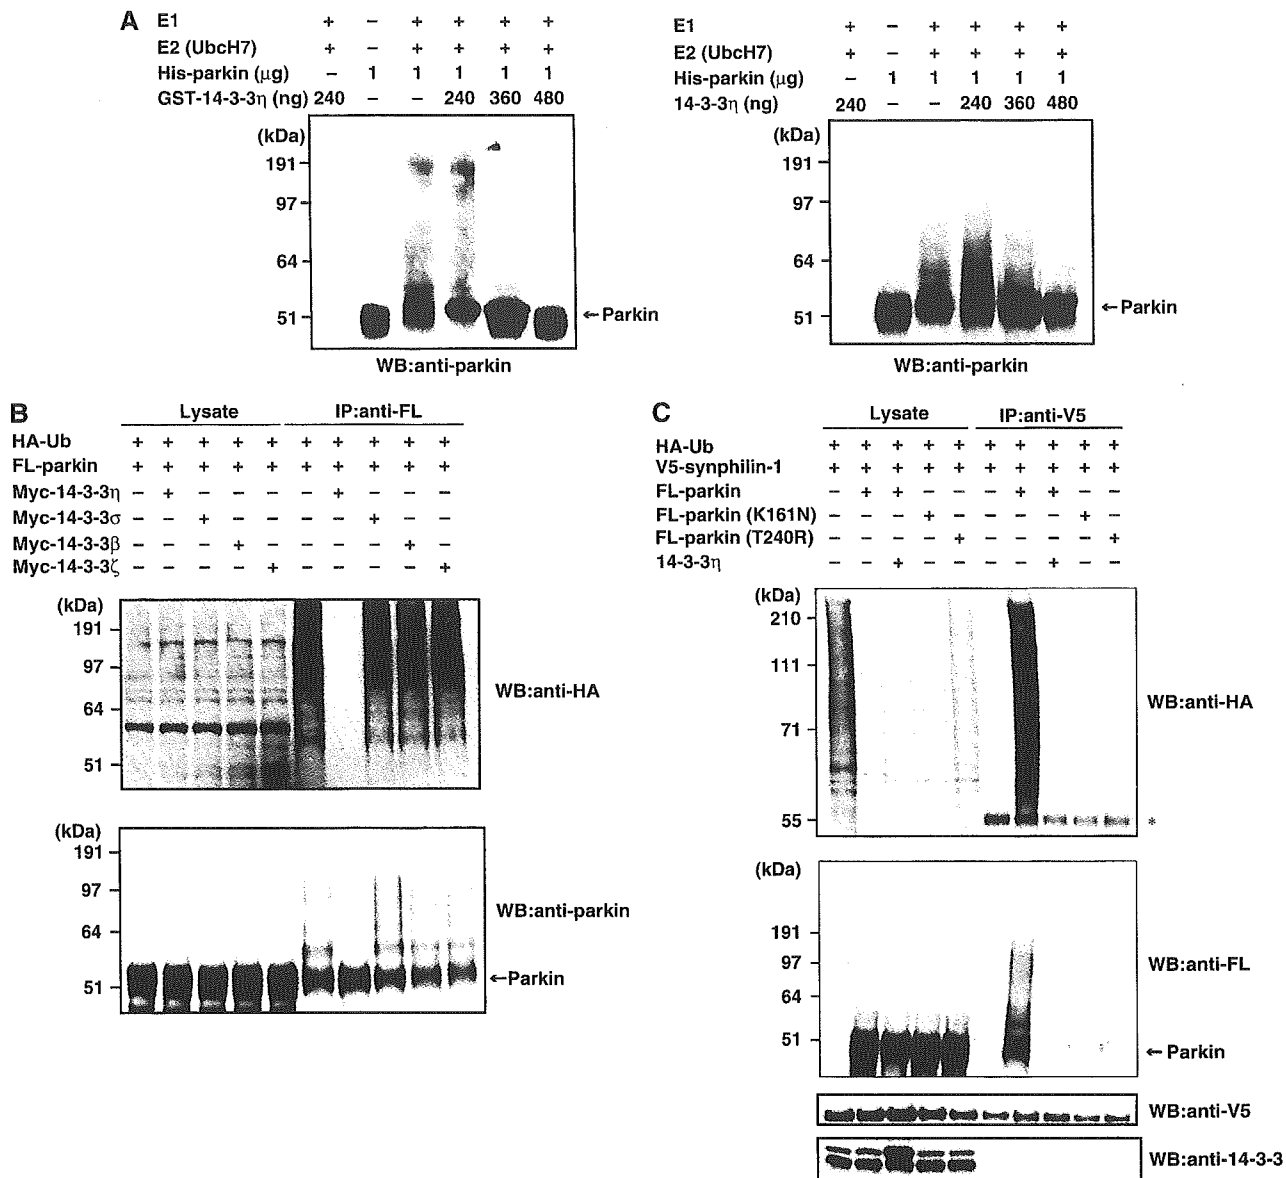 A
E1 + − + + + +
E2 (UbcH7) + − + + + +
His-parkin (μg) − 1 1 1 1 1
GST-14-3-3η (ng) 240 − − 240 360 480
(kDa)
191
97
64
51
←Parkin
WB:anti-parkin
E1 + − + + + +
E2 (UbcH7) + − + + + +
His-parkin (μg) − 1 1 1 1 1
14-3-3η (ng) 240 − − 240 360 480
(kDa)
191
97
64
51
←Parkin
WB:anti-parkin
B
Lysate IP:anti-FL
HA-Ub + + + + + + + + + +
FL-parkin + + + + + + + + + +
Myc-14-3-3η − + − − − − + − − −
Myc-14-3-3σ − − + − − − − + − −
Myc-14-3-3β − − − + − − − − + −
Myc-14-3-3ζ − − − − + − − − − +
(kDa)
191
97
64
51
WB:anti-HA
(kDa)
191
97
64
51
WB:anti-parkin
←Parkin
C
Lysate IP:anti-V5
HA-Ub + + + + + + + + + +
V5-synphilin-1 + + + + + + + + + +
FL-parkin − + + − − − + + − −
FL-parkin (K161N) − − − + − − − − + −
FL-parkin (T240R) − − − − + − − − − +
14-3-3η − − + − − − − + − −
(kDa)
210
111
71
55
WB:anti-HA
*
(kDa)
191
97
64
51
WB:anti-FL
← Parkin
WB:anti-V5
WB:anti-14-3-3